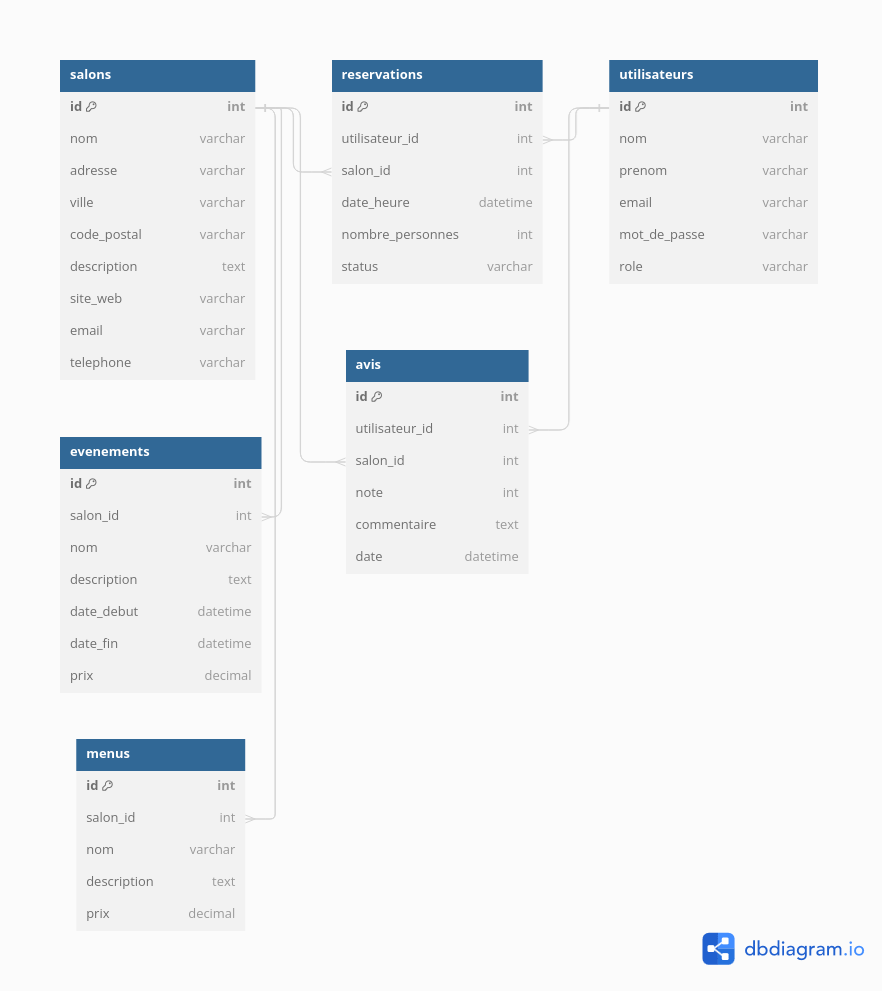 salons
id int
nom varchar
adresse varchar
ville varchar
code_postal varchar
description text
site_web varchar
email varchar
telephone varchar
reservations
id int
utilisateur_id int
salon_id int
date_heure datetime
nombre_personnes int
status varchar
utilisateurs
id int
nom varchar
prenom varchar
email varchar
mot_de_passe varchar
role varchar
avis
id int
utilisateur_id int
salon_id int
note int
commentaire text
date datetime
evenements
id int
salon_id int
nom varchar
description text
date_debut datetime
date_fin datetime
prix decimal
menus
id int
salon_id int
nom varchar
description text
prix decimal
dbdiagram.io